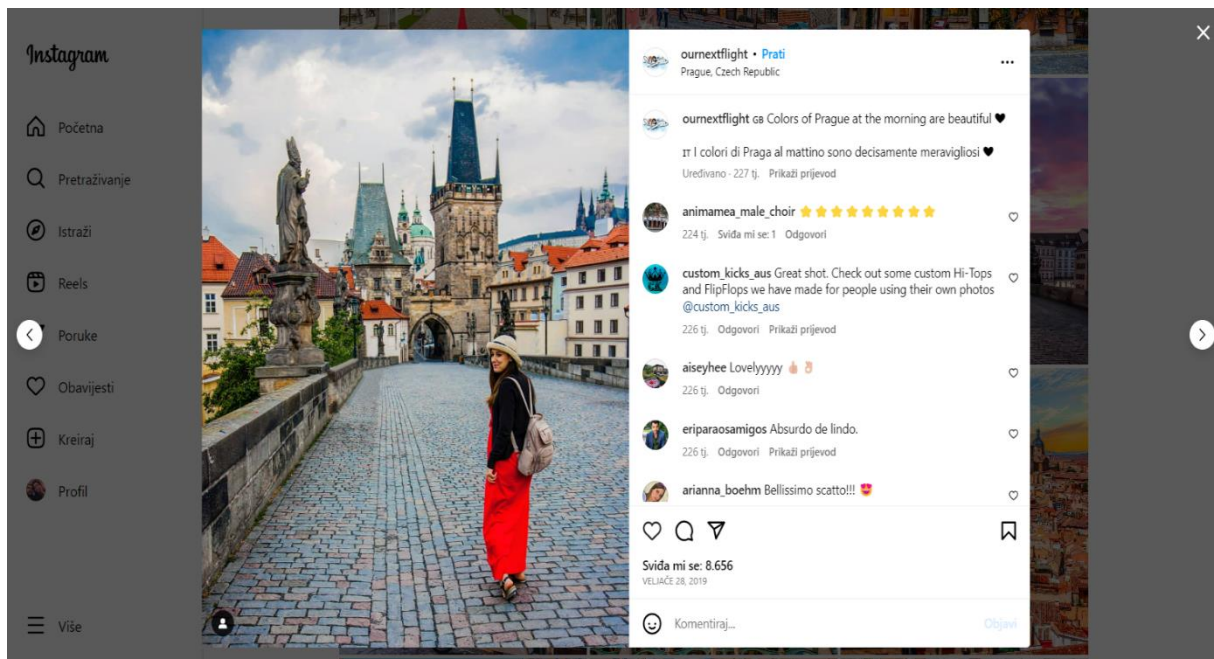 Instagram
Početna
Pretraživanje
Istraži
Reels
Poruke
Obavijesti
Kreiraj
Profil
Više
ournextflight • Prati
Prague, Czech Republic
ournextflight GB Colors of Prague at the morning are beautiful 🖤
IT I colori di Praga al mattino sono decisamente meravigliosi 🖤
Uređivano · 227 tj. Prikaži prijevod
animamea_male_choir ⭐⭐⭐⭐⭐⭐⭐⭐⭐
224 tj. Sviđa mi se: 1 Odgovori
custom_kicks_aus Great shot. Check out some custom Hi-Tops
and FlipFlops we have made for people using their own photos
@custom_kicks_aus
226 tj. Odgovori Prikaži prijevod
aiseyhee Lovelyyyyy 👍🏻 👌🏻
226 tj. Odgovori
eriparaosamigos Absurdo de lindo.
226 tj. Odgovori Prikaži prijevod
arianna_boehm Bellissimo scatto!!! 😍
Sviđa mi se: 8.656
VELJAČE 28, 2019
Komentiraj...
Objavi